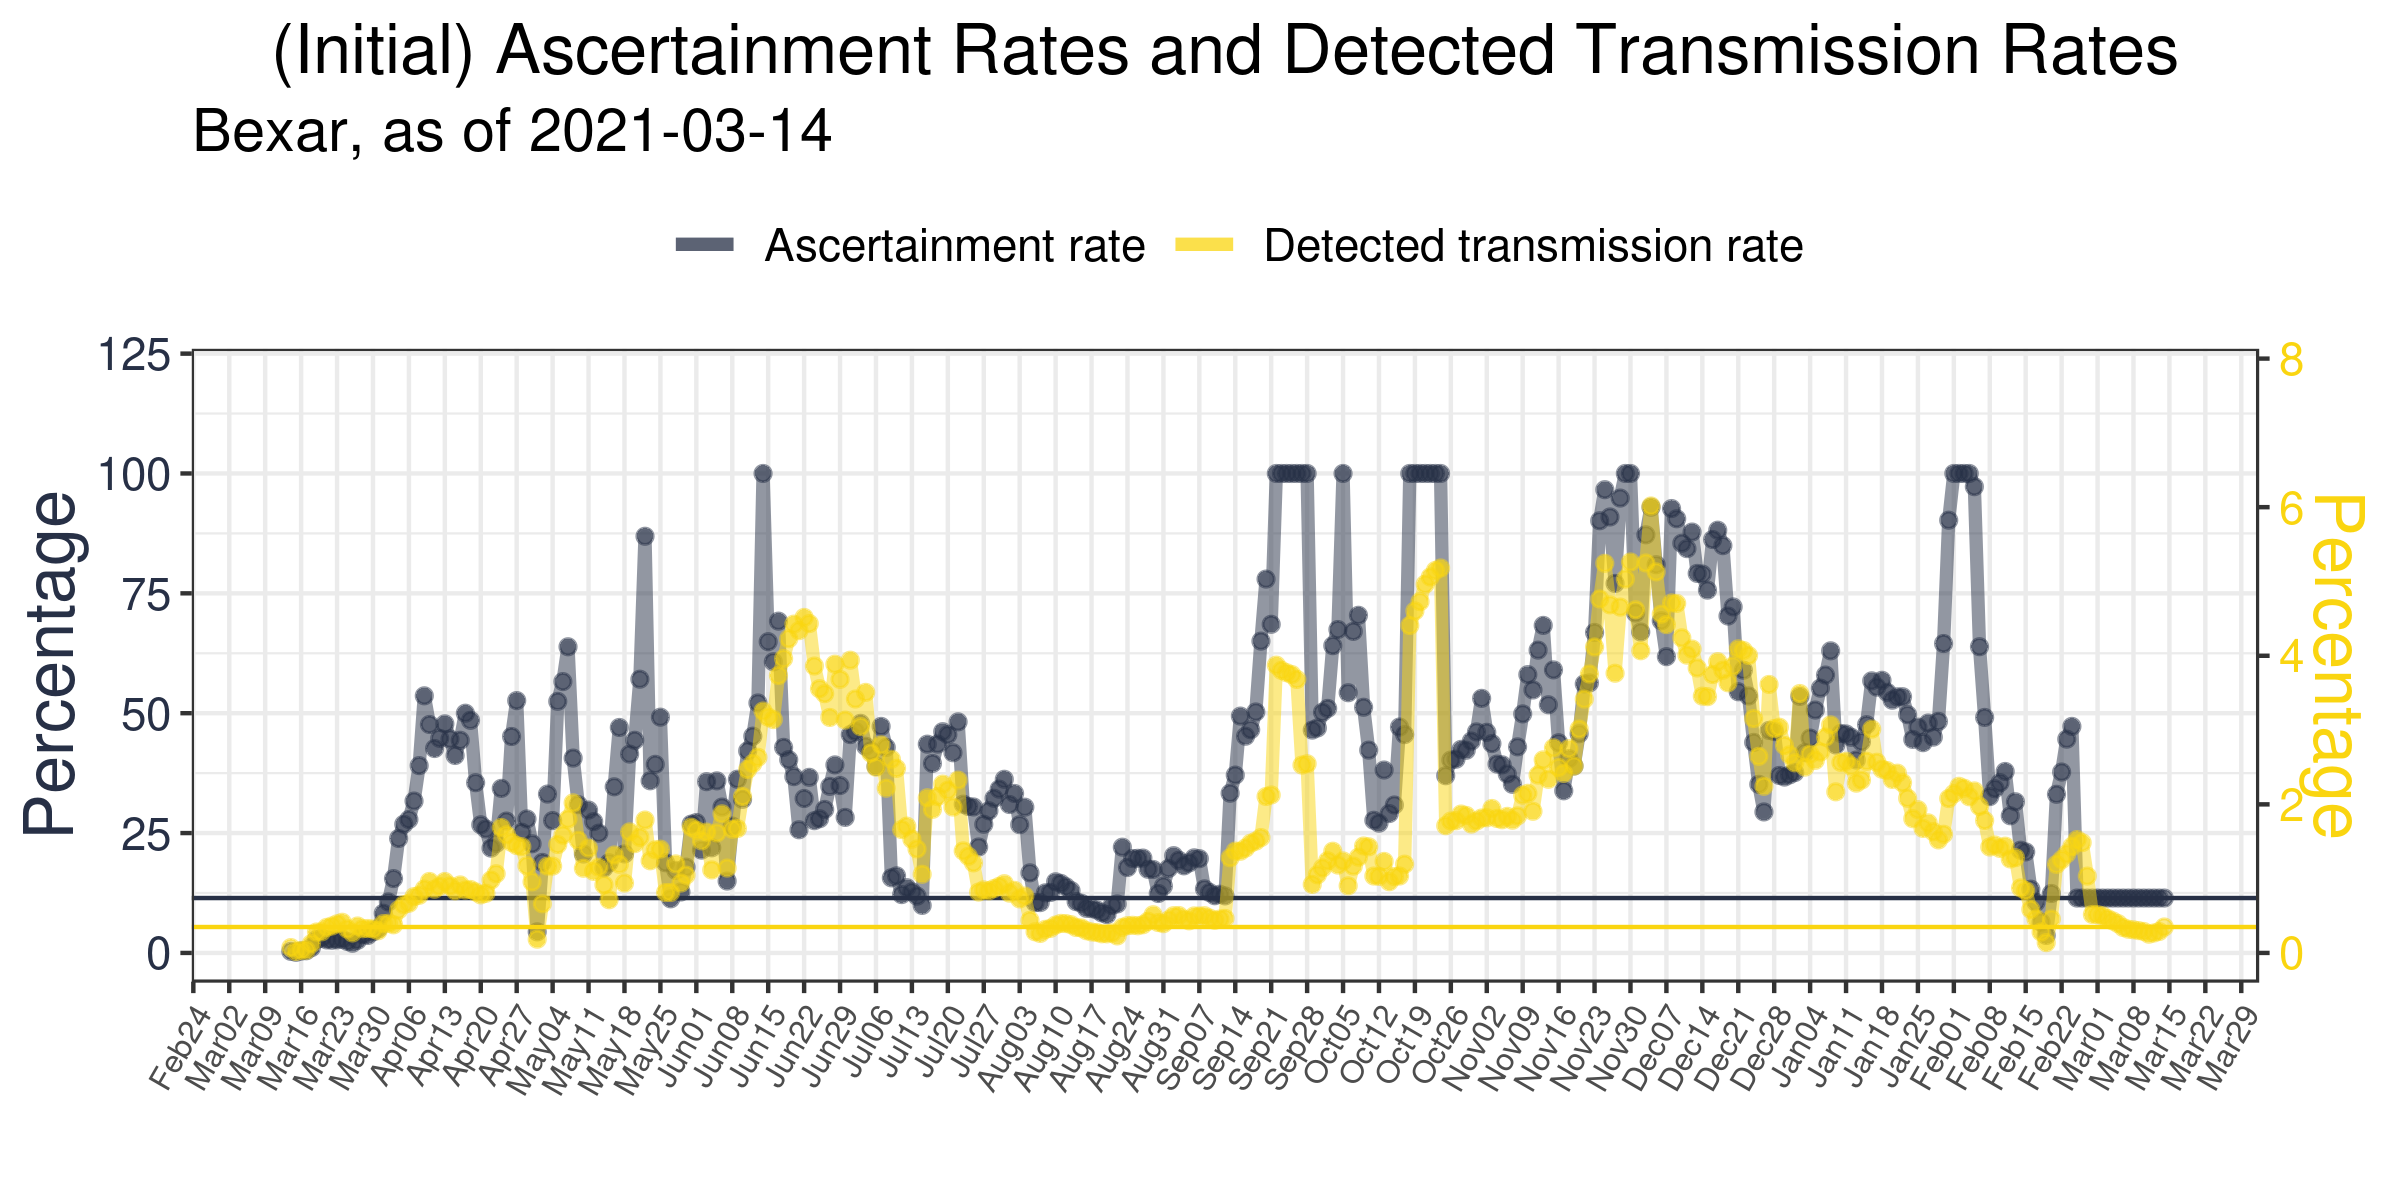 (Initial) Ascertainment Rates and Detected Transmission Rates
Bexar, as of 2021-03-14
Ascertainment rate
Detected transmission rate
Percentage
125
100
75
50
25
0
8
6
4
2
0
Percentage
Feb24
Mar02
Mar09
Mar16
Mar23
Mar30
Apr06
Apr13
Apr20
Apr27
May04
May11
May18
May25
Jun01
Jun08
Jun15
Jun22
Jun29
Jul06
Jul13
Jul20
Jul27
Aug03
Aug10
Aug17
Aug24
Aug31
Sep07
Sep14
Sep21
Sep28
Oct05
Oct12
Oct19
Oct26
Nov02
Nov09
Nov16
Nov23
Nov30
Dec07
Dec14
Dec21
Dec28
Jan04
Jan11
Jan18
Jan25
Feb01
Feb08
Feb15
Feb22
Mar01
Mar08
Mar15
Mar22
Mar29